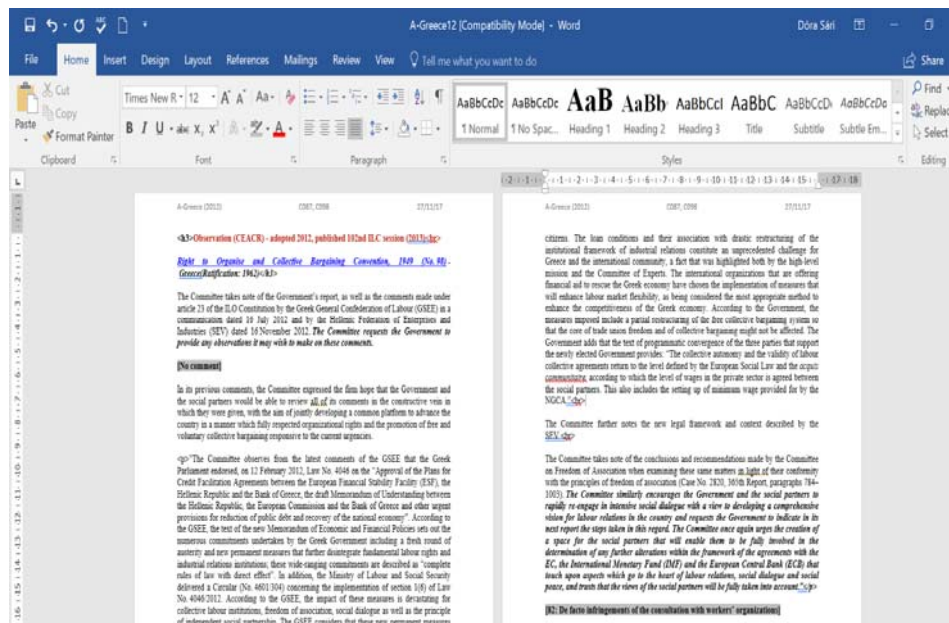 A-Greece12 [Compatibility Mode] - Word
Dóra Sári
File Home Insert Design Layout References Mailings Review View Tell me what you want to do
Share
Cut
Copy
Format Painter
Paste
Clipboard
Times New R 12
Font
Paragraph
AaBbCcDc AaBbCcDc AaB AaBb AaBbCcl AaBbC AaBbCcD AaBbCcDa
¶ Normal ¶ No Spac... Heading 1 Heading 2 Heading 3 Title Subtitle Subtle Em...
Styles
Find
Replac
Select
Editing
A-Greece (2012) C087, C098 27/11/17
<h3>Observation (CEACR) - adopted 2012, published 102nd ILC session (2013)<br>
Right to Organise and Collective Bargaining Convention, 1949 (No. 98) -
Greece(Ratification: 1962)</h3>
The Committee takes note of the Government's report, as well as the comments made under
article 23 of the ILO Constitution by the Greek General Confederation of Labour (GSEE) in a
communication dated 16 July 2012 and by the Hellenic Federation of Enterprises and
Industries (SEV) dated 16 November 2012. The Committee requests the Government to
provide any observations it may wish to make on these comments.
[No comment]
In its previous comments, the Committee expressed the firm hope that the Government and
the social partners would be able to review all of its comments in the constructive vein in
which they were given, with the aim of jointly developing a common platform to advance the
country in a manner which fully respected organizational rights and the promotion of free and
voluntary collective bargaining responsive to the current urgencies.
<p>"The Committee observes from the latest comments of the GSEE that the Greek
Parliament endorsed, on 12 February 2012, Law No. 4046 on the "Approval of the Plans for
Credit Facilitation Agreements between the European Financial Stability Facility (ESF), the
Hellenic Republic and the Bank of Greece, the draft Memorandum of Understanding between
the Hellenic Republic, the European Commission and the Bank of Greece and other urgent
provisions for reduction of public debt and recovery of the national economy". According to
the GSEE, the text of the new Memorandum of Economic and Financial Policies sets out the
numerous commitments undertaken by the Greek Government including a fresh round of
austerity and new permanent measures that further disintegrate fundamental labour rights and
industrial relations institutions; these wide-ranging commitments are described as "complete
rules of law with direct effect". In addition, the Ministry of Labour and Social Security
delivered a Circular (No. 4601/304) concerning the implementation of section 1(6) of Law
No. 4046/2012. According to the GSEE, the impact of these measures is devastating for
collective labour institutions, freedom of association, social dialogue as well as the principle
of independent social partnership. The GSEE considers that these new permanent measures
A-Greece (2012) C087, C098 27/11/17
citizens. The loan conditions and their association with drastic restructuring of the
institutional framework of industrial relations constitute an unprecedented challenge for
Greece and the international community, a fact that was highlighted both by the high-level
mission and the Committee of Experts. The international organizations that are offering
financial aid to rescue the Greek economy have chosen the implementation of measures that
will enhance labour market flexibility, as being considered the most appropriate method to
enhance the competitiveness of the Greek economy. According to the Government, the
measures imposed include a partial restructuring of the free collective bargaining system so
that the core of trade union freedom and of collective bargaining might not be affected. The
Government adds that the text of programmatic convergence of the three parties that support
the newly elected Government provides: "The collective autonomy and the validity of labour
collective agreements return to the level defined by the European Social Law and the acquis
communautaire, according to which the level of wages in the private sector is agreed between
the social partners. This also includes the setting up of minimum wage provided for by the
NGCA."<br>
The Committee further notes the new legal framework and context described by the
SEV.<br>
The Committee takes note of the conclusions and recommendations made by the Committee
on Freedom of Association when examining these same matters in light of their conformity
with the principles of freedom of association (Case No. 2820, 365th Report, paragraphs 784–
1003). The Committee similarly encourages the Government and the social partners to
rapidly re-engage in intensive social dialogue with a view to developing a comprehensive
vision for labour relations in the country and requests the Government to indicate in its
next report the steps taken in this regard. The Committee once again urges the creation of
a space for the social partners that will enable them to be fully involved in the
determination of any further alterations within the framework of the agreements with the
EC, the International Monetary Fund (IMF) and the European Central Bank (ECB) that
touch upon aspects which go to the heart of labour relations, social dialogue and social
peace, and trusts that the views of the social partners will be fully taken into account."</p>
[82: De facto infringements of the consultation with workers' organizations]